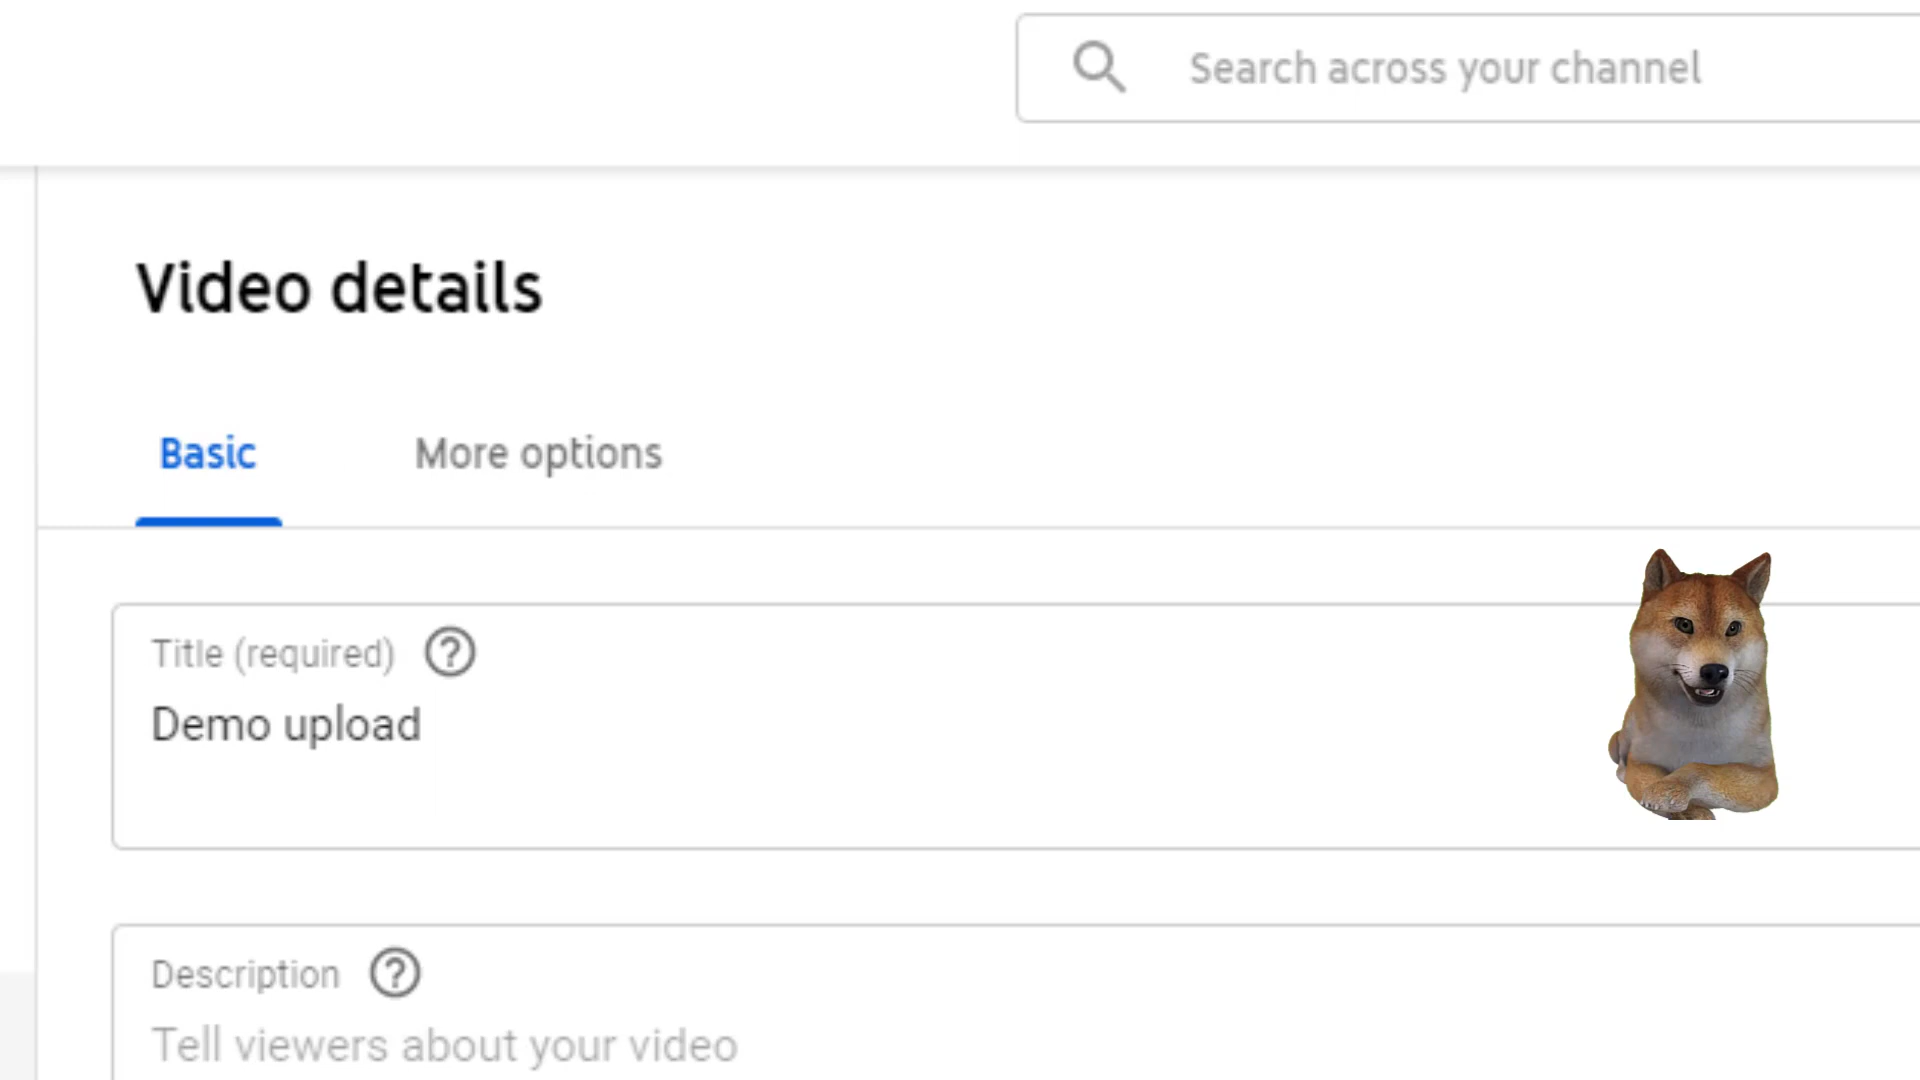 Search across your channel
Video details
Basic
More options
Title (required)
Demo upload
Description
Tell viewers about your video